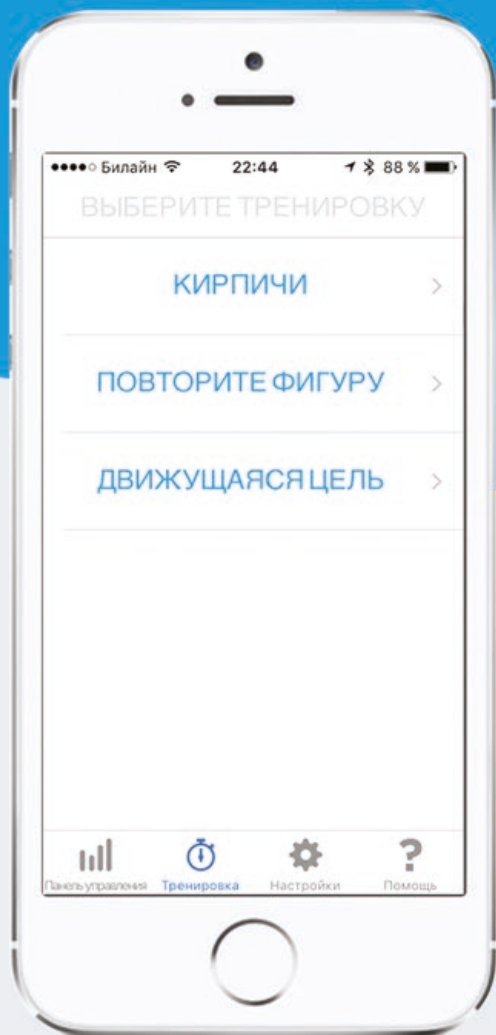 Билайн 22:44 88 %
ВЫБЕРИТЕ ТРЕНИРОВКУ
КИРПИЧИ
ПОВТОРИТЕ ФИГУРУ
ДВИЖУЩАЯСЯ ЦЕЛЬ
Панель управления Тренировка Настройки Помощь